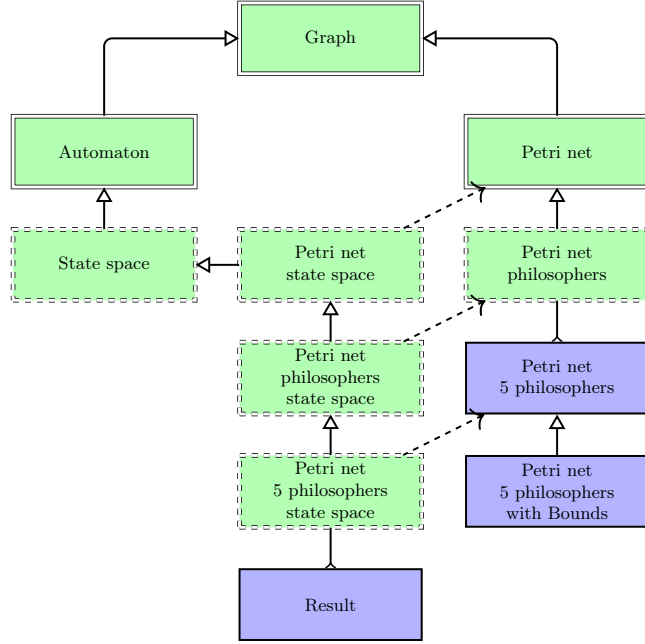 Graph
Automaton
Petri net
State space
Petri net
state space
Petri net
philosophers
Petri net
philosophers
state space
Petri net
5 philosophers
Petri net
5 philosophers
state space
Petri net
5 philosophers
with Bounds
Result